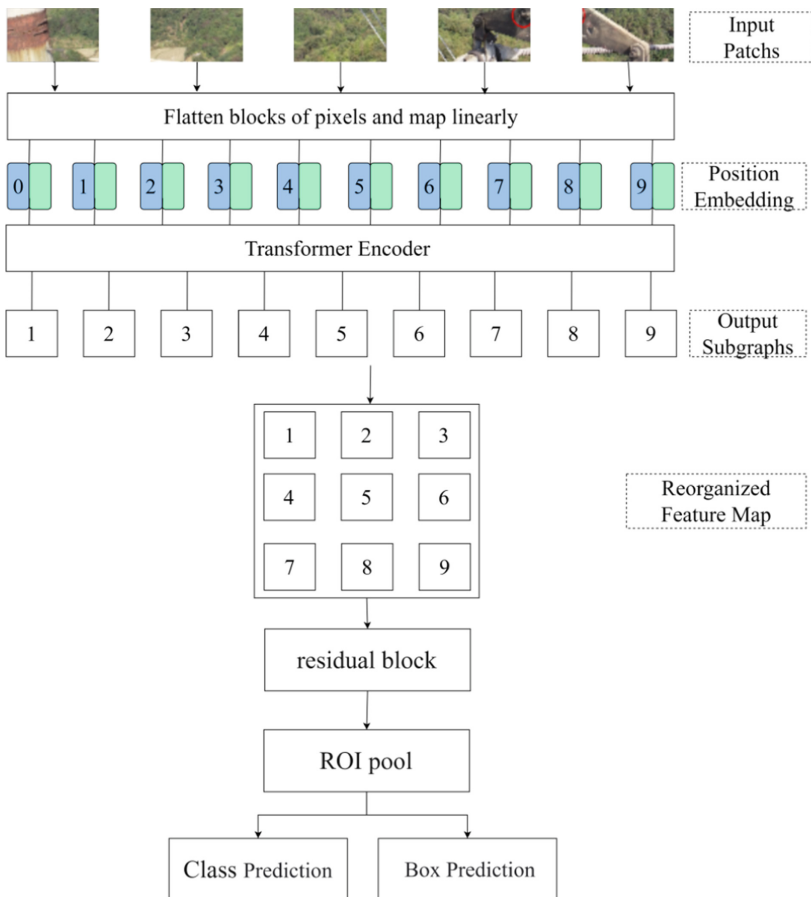 Input
Patchs
Flatten blocks of pixels and map linearly
0 1 2 3 4 5 6 7 8 9
Position
Embedding
Transformer Encoder
1 2 3 4 5 6 7 8 9
Output
Subgraphs
1 2 3
4 5 6
7 8 9
Reorganized
Feature Map
residual block
ROI pool
Class Prediction
Box Prediction